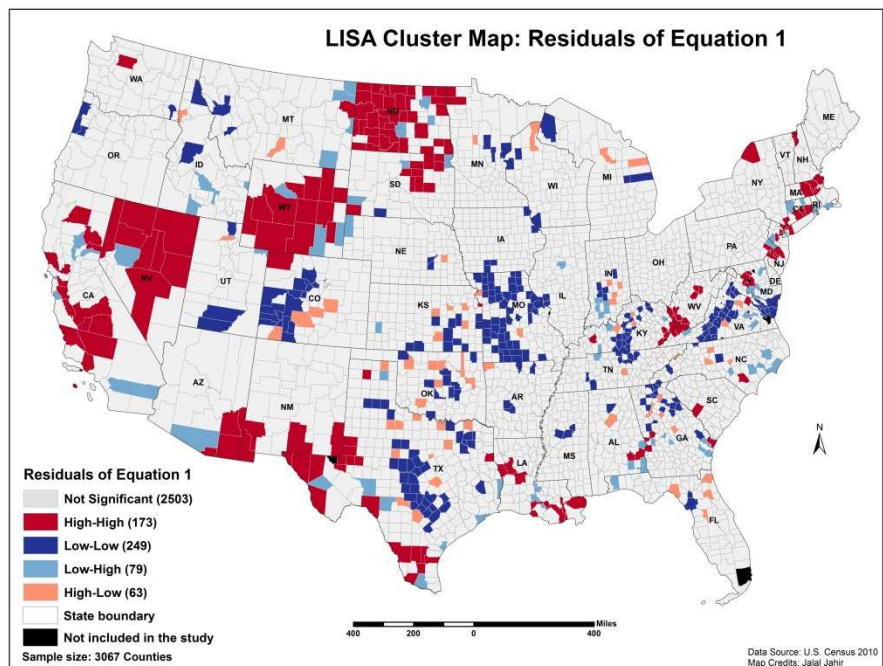 LISA Cluster Map: Residuals of Equation 1
WA
MT
ND
MN
ME
OR
ID
SD
WI
MI
VT
NH
NY
MA
CT
RI
WY
NE
IA
PA
NJ
NV
UT
CO
KS
MO
IL
IN
OH
WV
MD
DE
VA
KY
CA
AZ
NM
OK
AR
TN
NC
SC
TX
LA
MS
AL
GA
FL
N
Residuals of Equation 1
Not Significant (2503)
High-High (173)
Low-Low (249)
Low-High (79)
High-Low (63)
State boundary
Not included in the study
Sample size: 3067 Counties
Miles
400 200 0 400
Data Source: U.S. Census 2010
Map Credits: Jalal Jahir